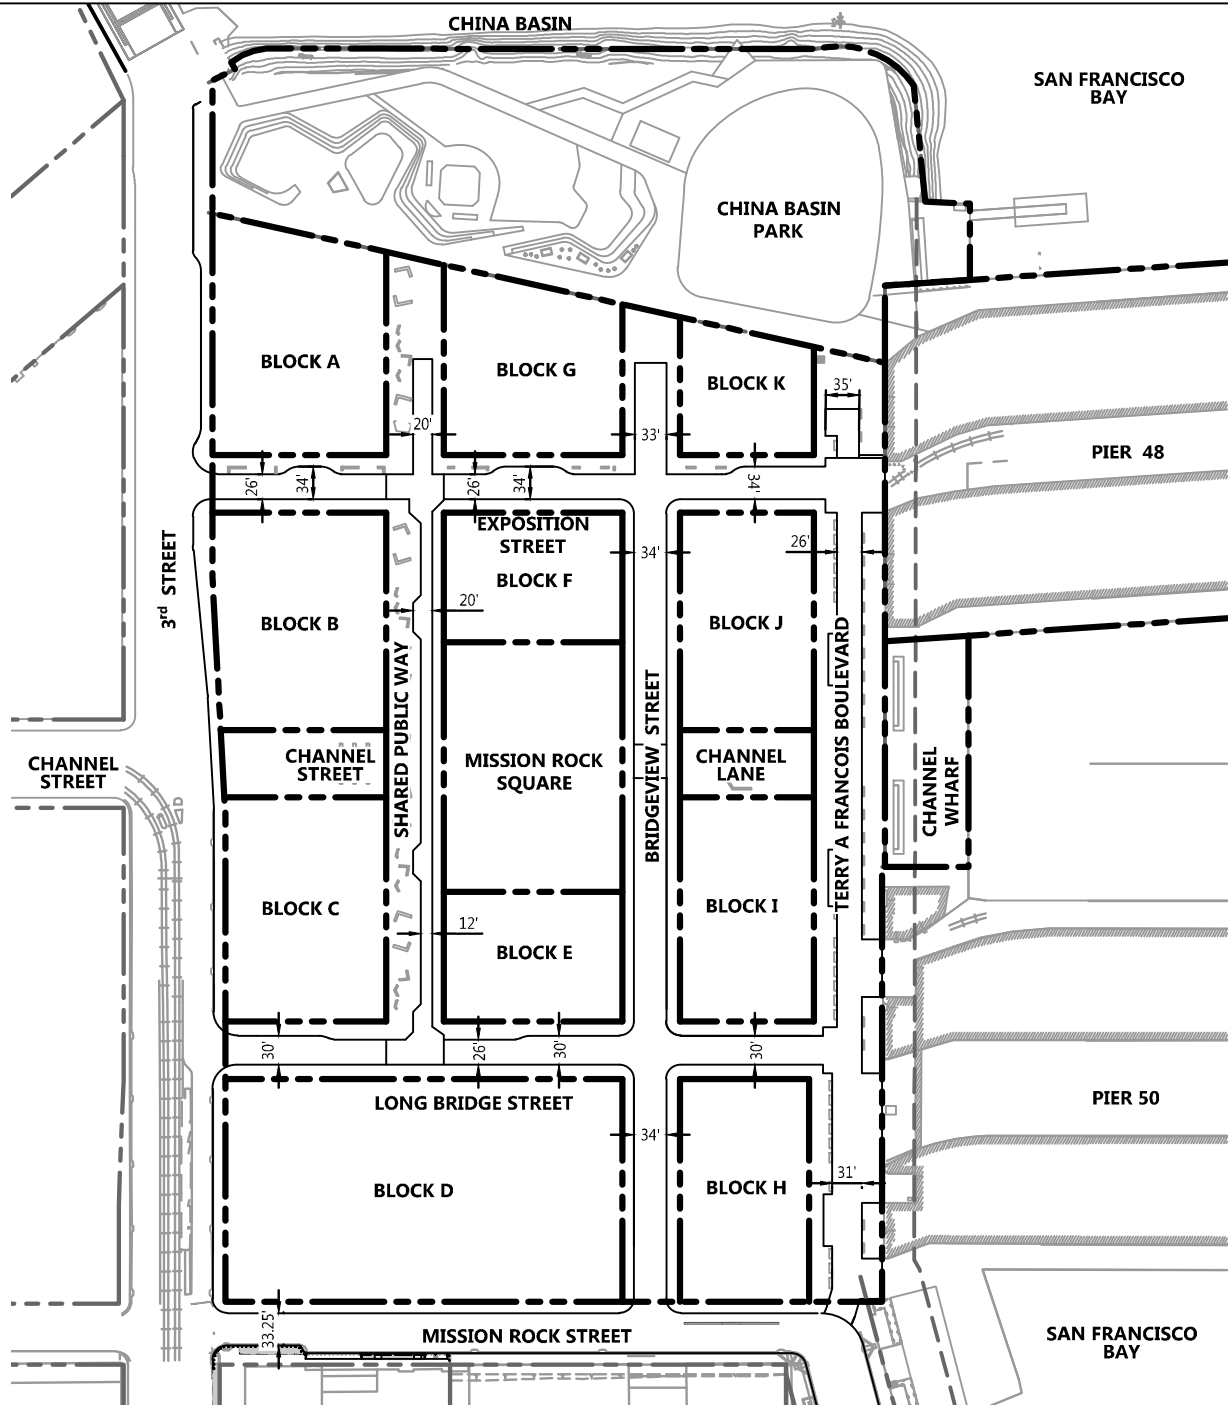 CHINA BASIN
SAN FRANCISCO
BAY
CHINA BASIN
PARK
BLOCK A
BLOCK G
BLOCK K
35'
20'
33'
PIER 48
26'
34'
26'
34'
34'
EXPOSITION
STREET
34'
26'
3rd STREET
BLOCK F
20'
BLOCK B
BLOCK J
SHARED PUBLIC WAY
BRIDGEVIEW STREET
TERRY A FRANCOIS BOULEVARD
CHANNEL
STREET
CHANNEL
STREET
MISSION ROCK
SQUARE
CHANNEL
LANE
CHANNEL
WHARF
BLOCK C
BLOCK I
12'
BLOCK E
30'
26'
30'
30'
LONG BRIDGE STREET
PIER 50
34'
31'
BLOCK D
BLOCK H
33.25'
MISSION ROCK STREET
SAN FRANCISCO
BAY